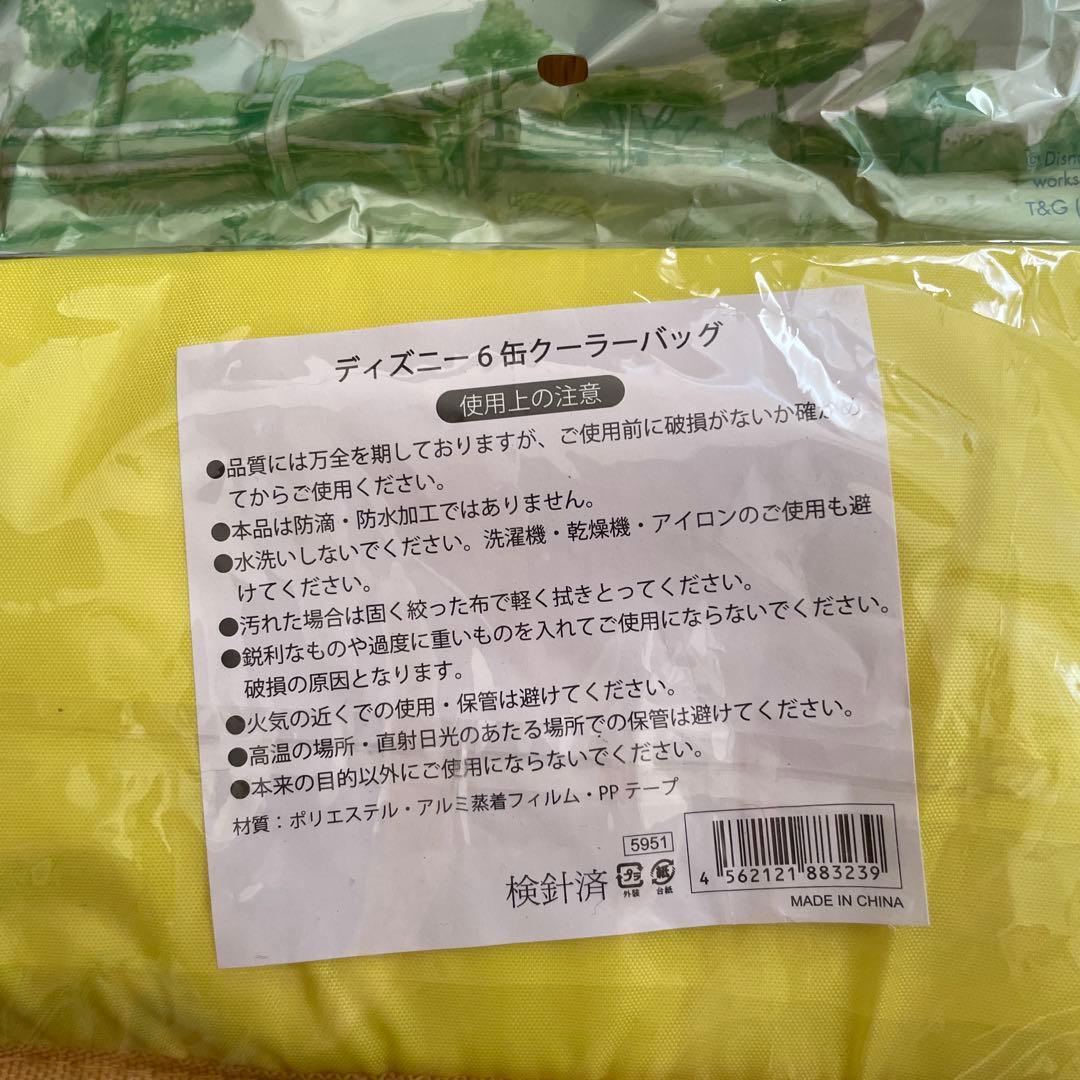 © Disn
works
T&G (
ディズニー6缶クーラーバッグ
使用上の注意
●品質には万全を期しておりますが、ご使用前に破損がないか確かめ
てからご使用ください。
●本品は防滴・防水加工ではありません。
●水洗いしないでください。洗濯機・乾燥機・アイロンのご使用も避
けてください。
●汚れた場合は固く絞った布で軽く拭きとってください。
●鋭利なものや過度に重いものを入れてご使用にならないでください。
破損の原因となります。
●火気の近くでの使用・保管は避けてください。
●高温の場所・直射日光のあたる場所での保管は避けてください。
●本来の目的以外にご使用にならないでください。
材質：ポリエステル・アルミ蒸着フィルム・PPテープ
5951
検針済
プラ
外装
紙
台紙
4 562121 883239
MADE IN CHINA